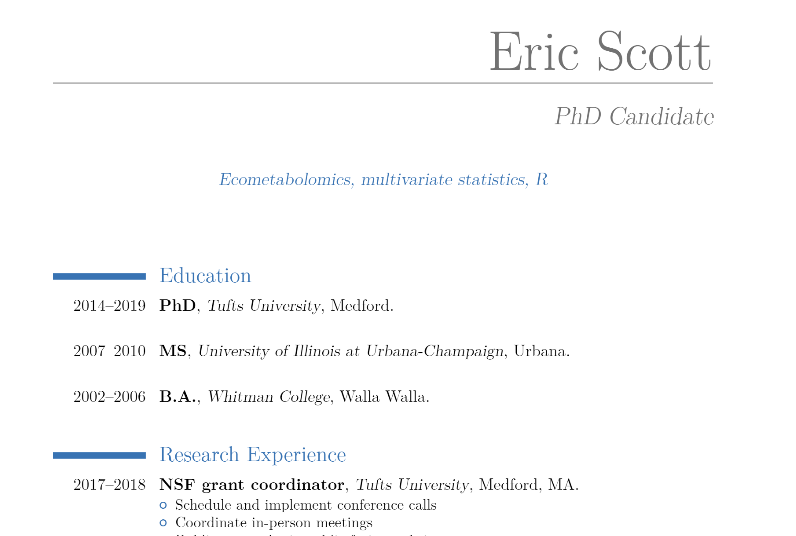 Eric Scott
PhD Candidate
Ecometabolomics, multivariate statistics, R
Education
2014–2019 PhD, Tufts University, Medford.
2007 2010 MS, University of Illinois at Urbana-Champaign, Urbana.
2002–2006 B.A., Whitman College, Walla Walla.
Research Experience
2017–2018 NSF grant coordinator, Tufts University, Medford, MA.
Schedule and implement conference calls
Coordinate in-person meetings